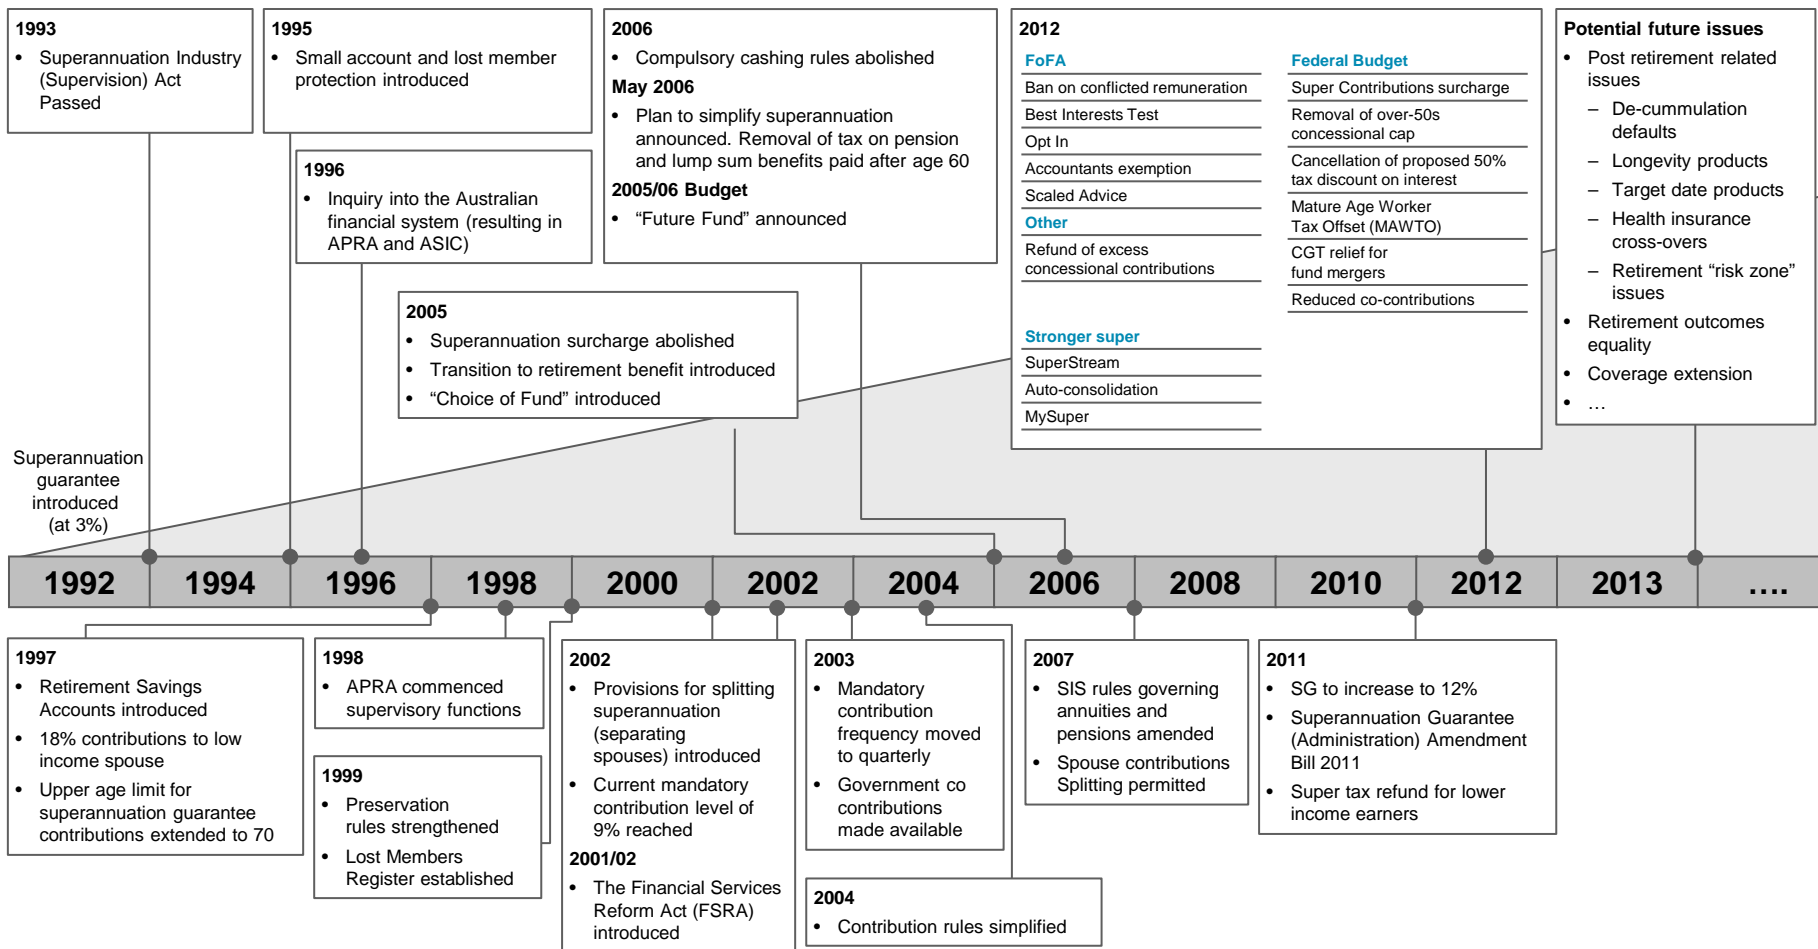 1993
• Superannuation Industry
(Supervision) Act
Passed
1995
• Small account and lost member
protection introduced
1996
• Inquiry into the Australian
financial system (resulting in
APRA and ASIC)
2006
• Compulsory cashing rules abolished
May 2006
• Plan to simplify superannuation
announced. Removal of tax on pension
and lump sum benefits paid after age 60
2005/06 Budget
• “Future Fund” announced
2005
• Superannuation surcharge abolished
• Transition to retirement benefit introduced
• “Choice of Fund” introduced
2012
FoFA
Ban on conflicted remuneration
Best Interests Test
Opt In
Accountants exemption
Scaled Advice
Other
Refund of excess
concessional contributions
Stronger super
SuperStream
Auto-consolidation
MySuper
Federal Budget
Super Contributions surcharge
Removal of over-50s
concessional cap
Cancellation of proposed 50%
tax discount on interest
Mature Age Worker
Tax Offset (MAWTO)
CGT relief for
fund mergers
Reduced co-contributions
Potential future issues
• Post retirement related
issues
– De-cummulation
defaults
– Longevity products
– Target date products
– Health insurance
cross-overs
– Retirement “risk zone”
issues
• Retirement outcomes
equality
• Coverage extension
• …
Superannuation
guarantee
introduced
(at 3%)
1992 1994 1996 1998 2000 2002 2004 2006 2008 2010 2012 2013 ....
1997
• Retirement Savings
Accounts introduced
• 18% contributions to low
income spouse
• Upper age limit for
superannuation guarantee
contributions extended to 70
1998
• APRA commenced
supervisory functions
1999
• Preservation
rules strengthened
• Lost Members
Register established
2002
• Provisions for splitting
superannuation
(separating
spouses) introduced
• Current mandatory
contribution level of
9% reached
2001/02
• The Financial Services
Reform Act (FSRA)
introduced
2003
• Mandatory
contribution
frequency moved
to quarterly
• Government co
contributions
made available
2004
• Contribution rules simplified
2007
• SIS rules governing
annuities and
pensions amended
• Spouse contributions
Splitting permitted
2011
• SG to increase to 12%
• Superannuation Guarantee
(Administration) Amendment
Bill 2011
• Super tax refund for lower
income earners